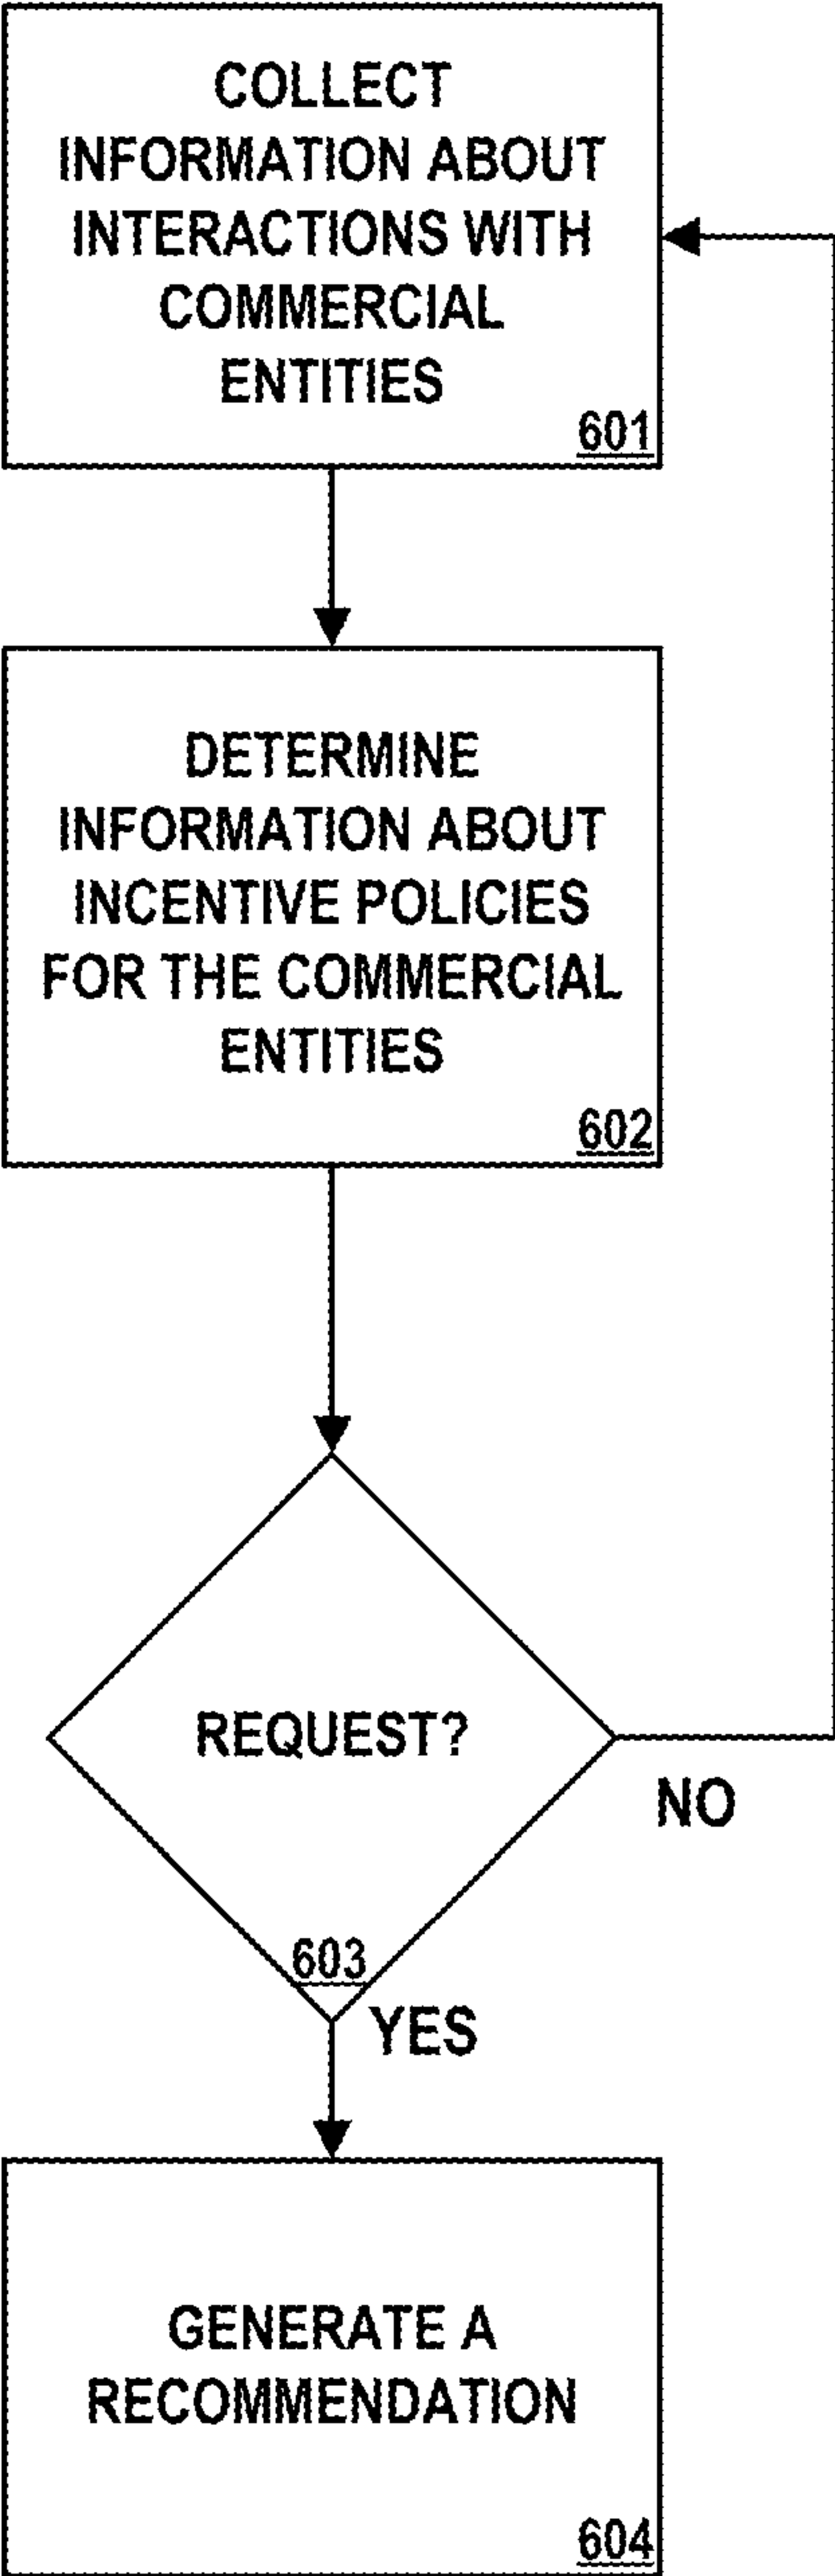 COLLECT
INFORMATION ABOUT
INTERACTIONS WITH
COMMERCIAL
ENTITIES
601
DETERMINE
INFORMATION ABOUT
INCENTIVE POLICIES
FOR THE COMMERCIAL
ENTITIES
602
REQUEST?
NO
603
YES
GENERATE A
RECOMMENDATION
604